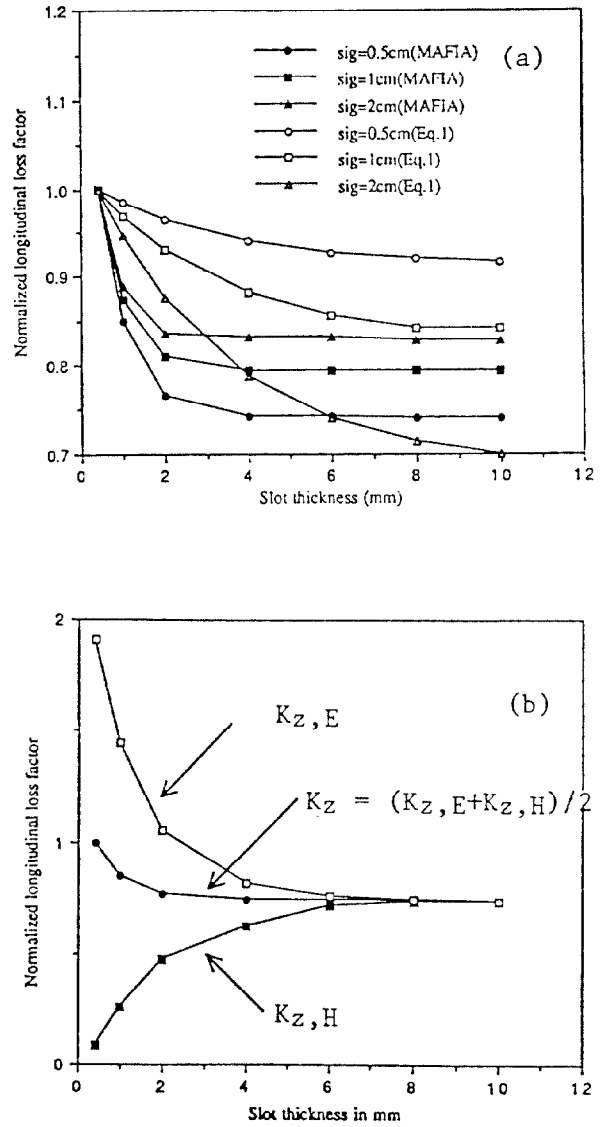 1.2
(a)
sig=0.5cm(MAFIA)
sig=1cm(MAFIA)
sig=2cm(MAFIA)
sig=0.5cm(Eq.1)
sig=1cm(Eq.1)
sig=2cm(Eq.1)
1.1
1.0
0.9
0.8
0.7
Normalized longitudinal loss factor
0 2 4 6 8 10 12
Slot thickness (mm)
2
(b)
Kz,E
Kz = (Kz,E+Kz,H)/2
1
Kz,H
0
Normalized longitudinal loss factor
0 2 4 6 8 10 12
Slot thickness in mm